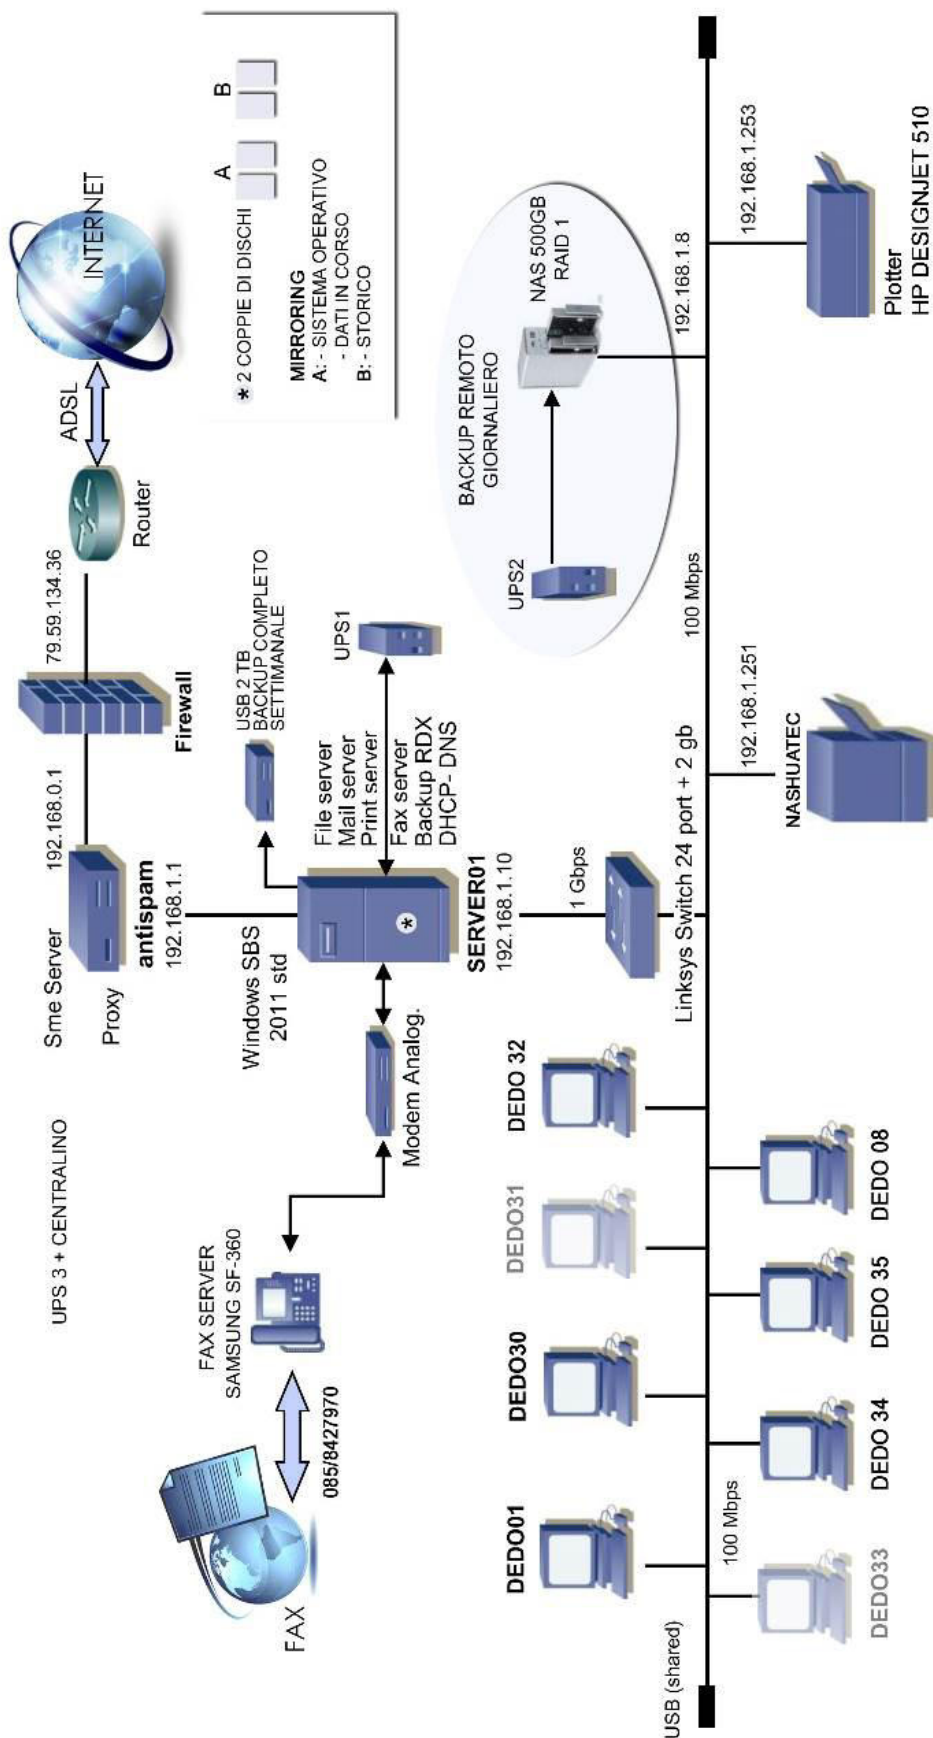 UPS 3 + CENTRALINO
Sme Server
192.168.0.1
Proxy
antispam
192.168.1.1
Firewall
79.59.134.36
Router
ADSL
INTERNET
* 2 COPPIE DI DISCHI
A
B
MIRRORING
A: - SISTEMA OPERATIVO
- DATI IN CORSO
B: - STORICO
FAX
085/8427970
FAX SERVER
SAMSUNG SF-360
Modem Analog.
Windows SBS
2011 std
USB 2 TB
BACKUP COMPLETO
SETTIMANALE
File server
Mail server
Print server
Fax server
Backup RDX
DHCP- DNS
UPS1
*
SERVER01
192.168.1.10
1 Gbps
Linksys Switch 24 port + 2 gb
BACKUP REMOTO
GIORNALIERO
UPS2
NAS 500GB
RAID 1
192.168.1.8
100 Mbps
DEDO01
DEDO30
DEDO31
DEDO 32
USB (shared)
100 Mbps
DEDO33
DEDO 34
DEDO 35
DEDO 08
192.168.1.251
NASHUATEC
192.168.1.253
Plotter
HP DESIGNJET 510